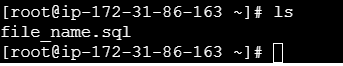 [root@ip-172-31-86-163 ~]# ls
file_name.sql
[root@ip-172-31-86-163 ~]#